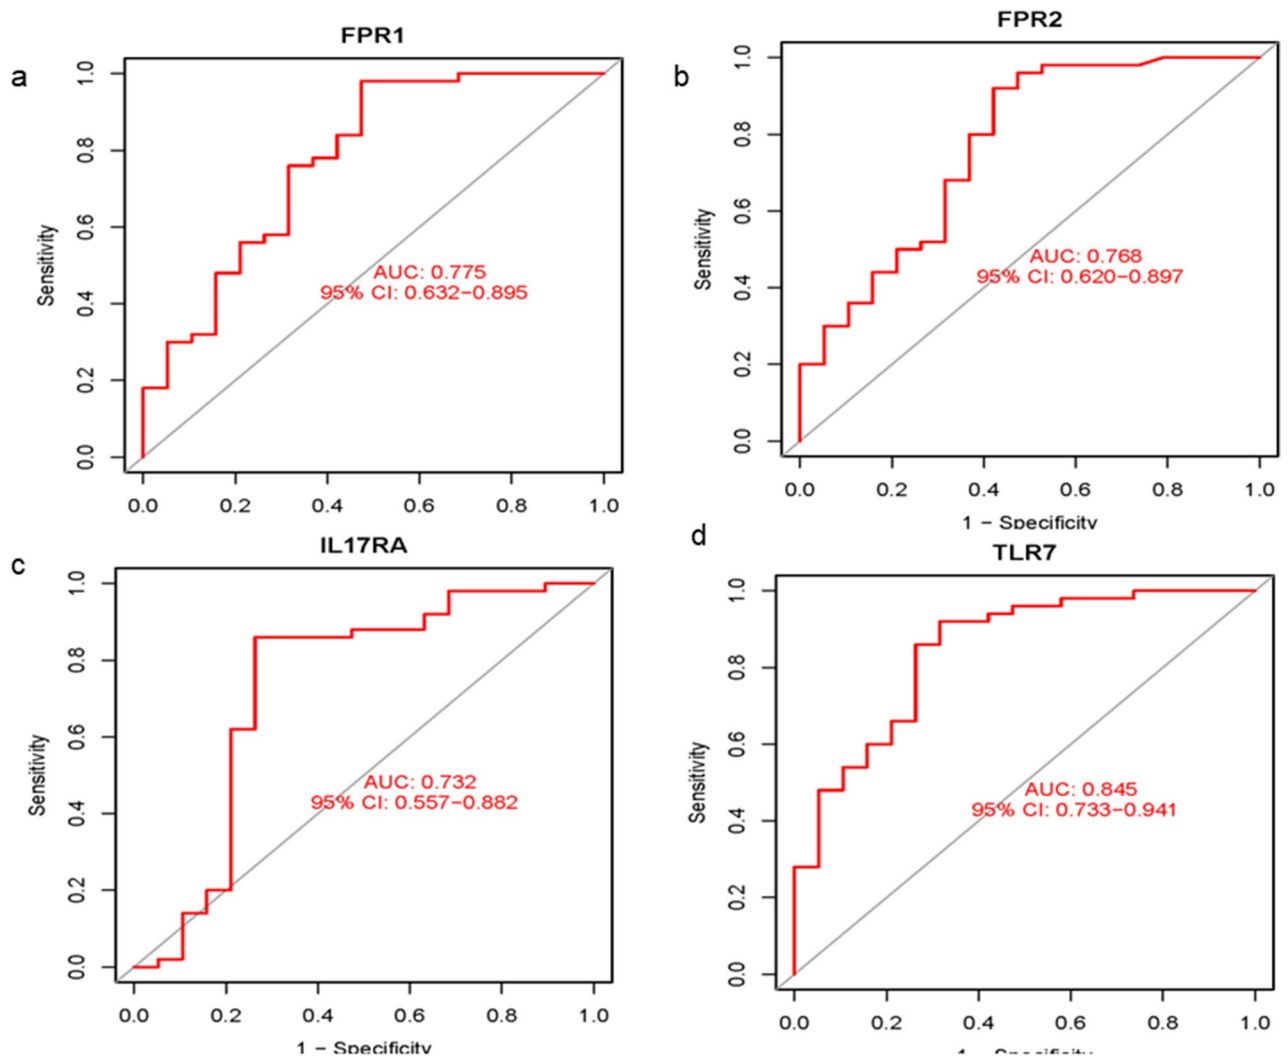 FPR1
a
1.0
0.8
0.6
0.4
0.2
0.0
Sensitivity
AUC: 0.775
95% CI: 0.632–0.895
0.0 0.2 0.4 0.6 0.8 1.0
FPR2
b
1.0
0.8
0.6
0.4
0.2
0.0
Sensitivity
AUC: 0.768
95% CI: 0.620–0.897
0.0 0.2 0.4 0.6 0.8 1.0
1 – Specificity
IL17RA
c
1.0
0.8
0.6
0.4
0.2
0.0
Sensitivity
AUC: 0.732
95% CI: 0.557–0.882
0.0 0.2 0.4 0.6 0.8 1.0
1 – Specificity
d
TLR7
1.0
0.8
0.6
0.4
0.2
0.0
Sensitivity
AUC: 0.845
95% CI: 0.733–0.941
0.0 0.2 0.4 0.6 0.8 1.0